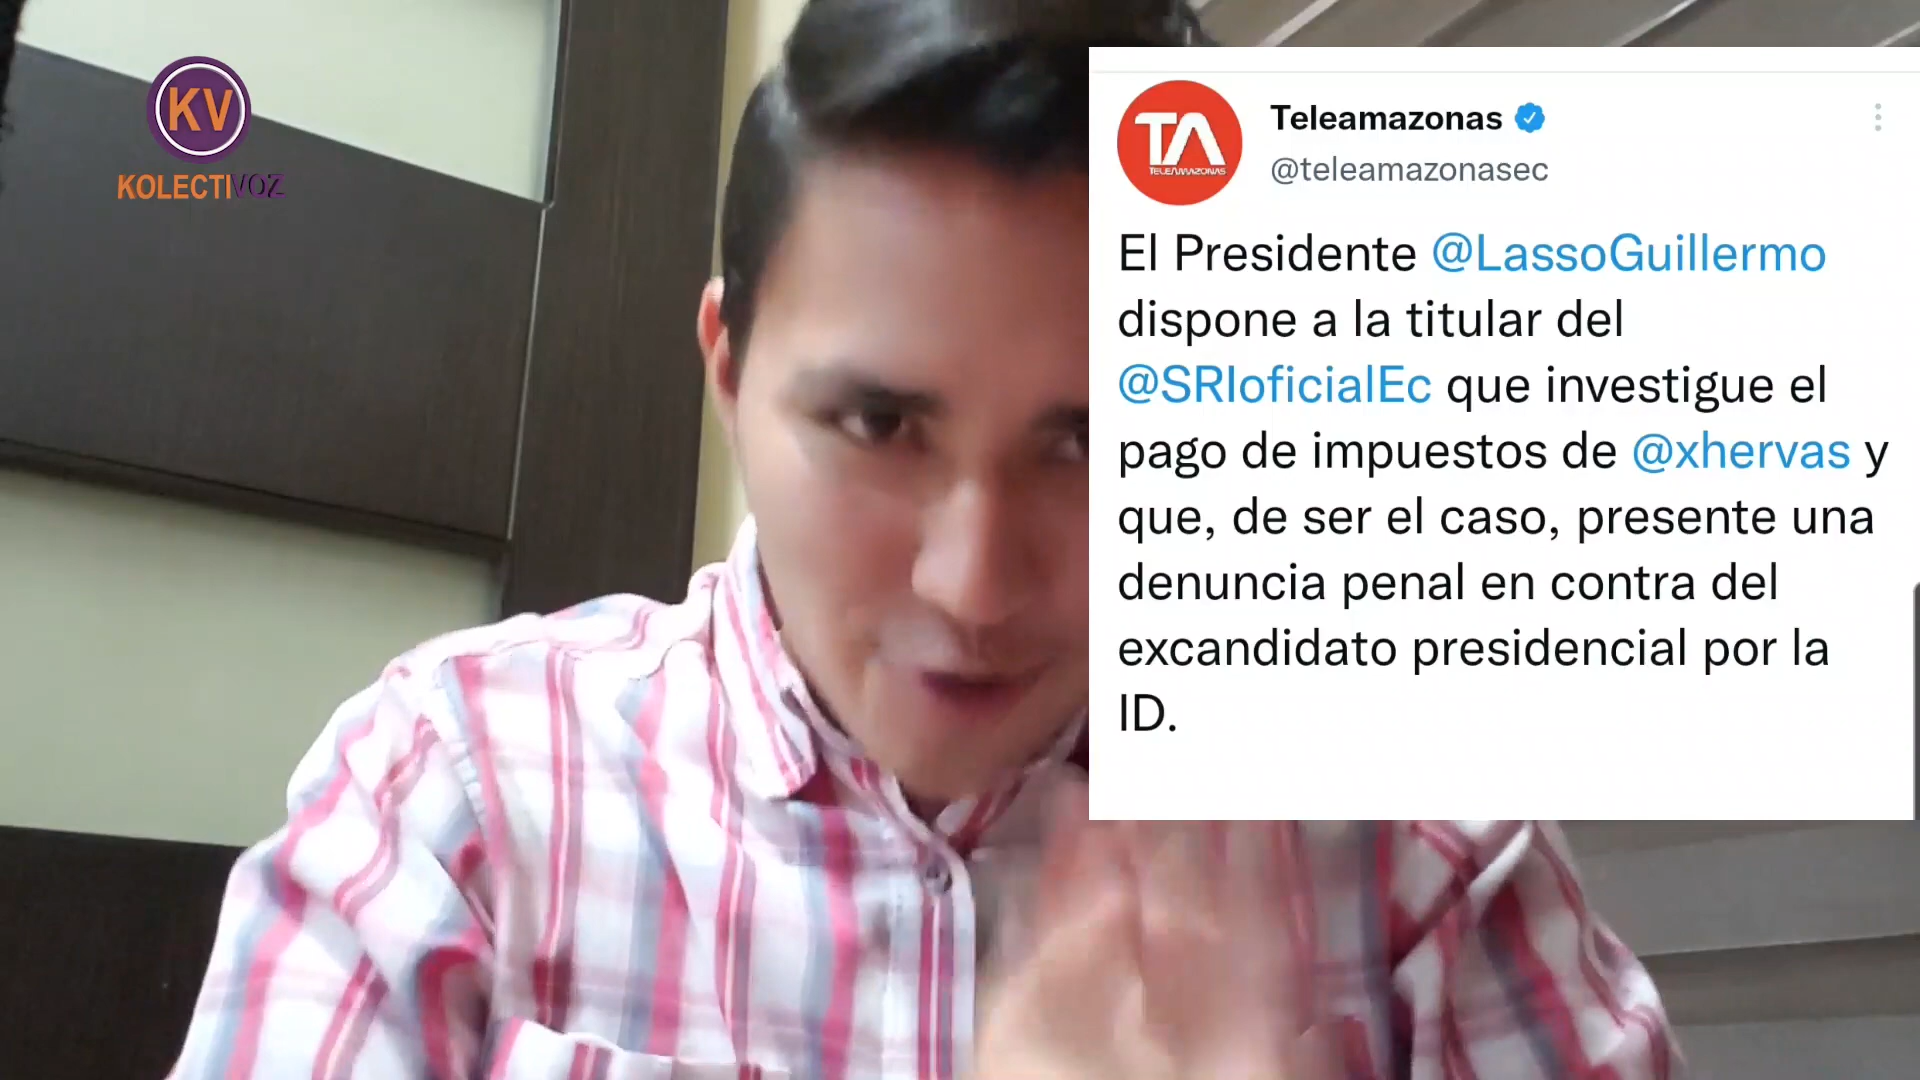 KV
KOLECTIVOZ
TA
TELEAMAZONAS
Teleamazonas
@teleamazonasec
El Presidente @LassoGuillermo
dispone a la titular del
@SRIoficialEc que investigue el
pago de impuestos de @xhervas y
que, de ser el caso, presente una
denuncia penal en contra del
excandidato presidencial por la
ID.